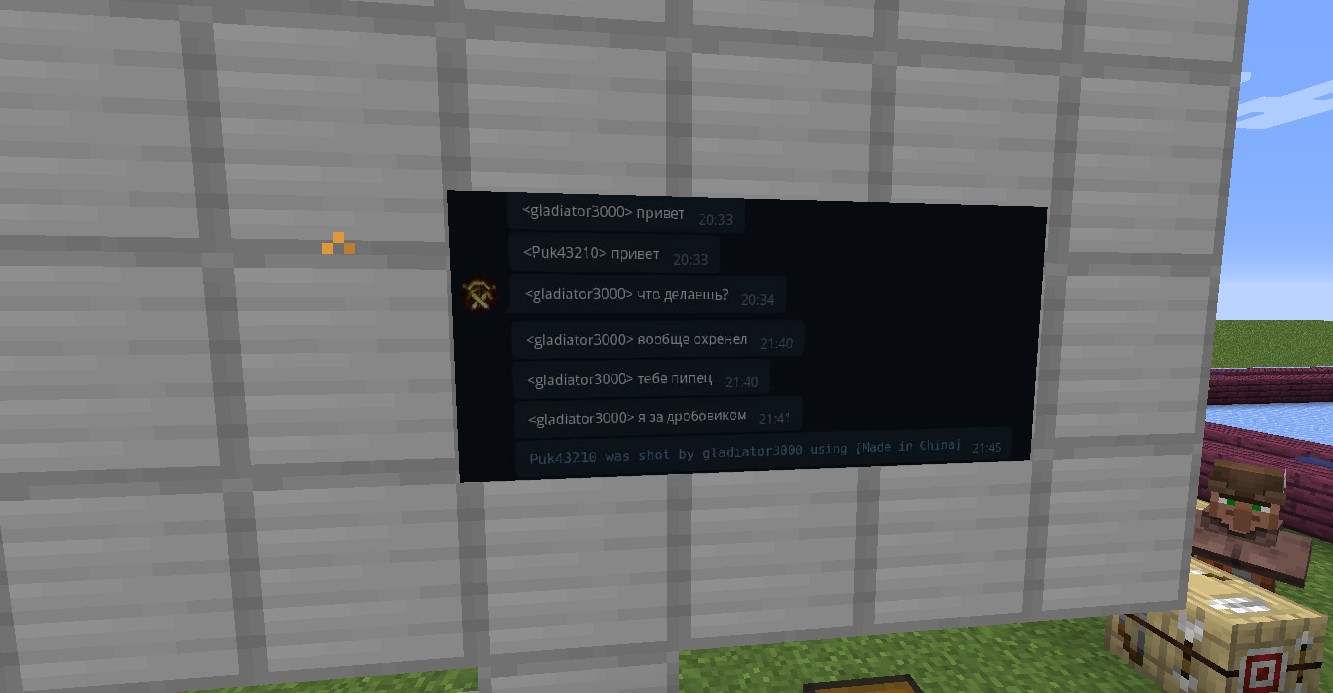 <gladiator3000> привет 20:33
<Puk43210> привет 20:33
<gladiator3000> что делаешь? 20:34
<gladiator3000> вообще охренел 21:40
<gladiator3000> тебе пипец 21:40
<gladiator3000> я за дробовиком 21:41
Puk43210 was shot by gladiator3000 using [Made in China] 21:45